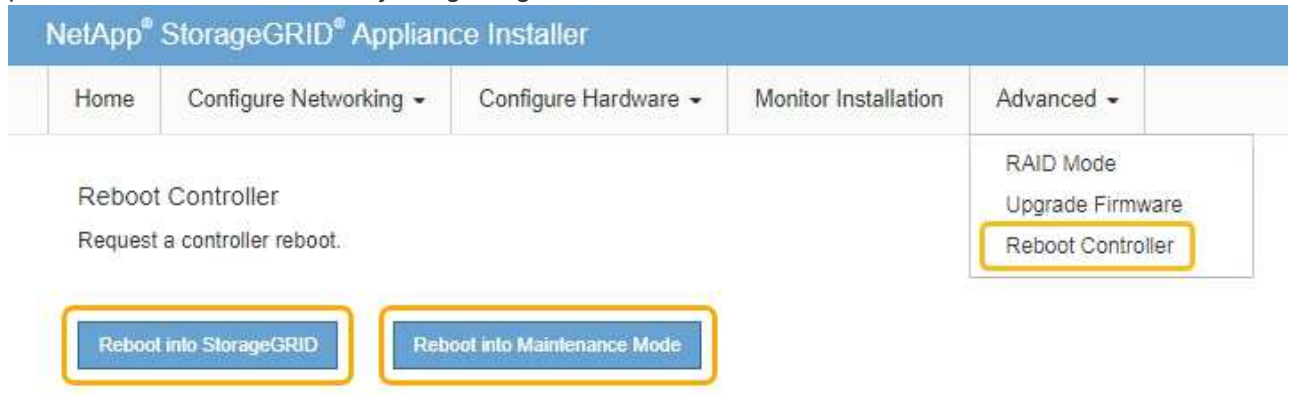 NetApp® StorageGRID® Appliance Installer
Home Configure Networking Configure Hardware Monitor Installation Advanced
RAID Mode
Upgrade Firmware
Reboot Controller
Reboot Controller
Request a controller reboot.
Reboot into StorageGRID Reboot into Maintenance Mode